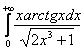 ∫₀^{+∞} xarctgxdx / √(2x³ + 1)